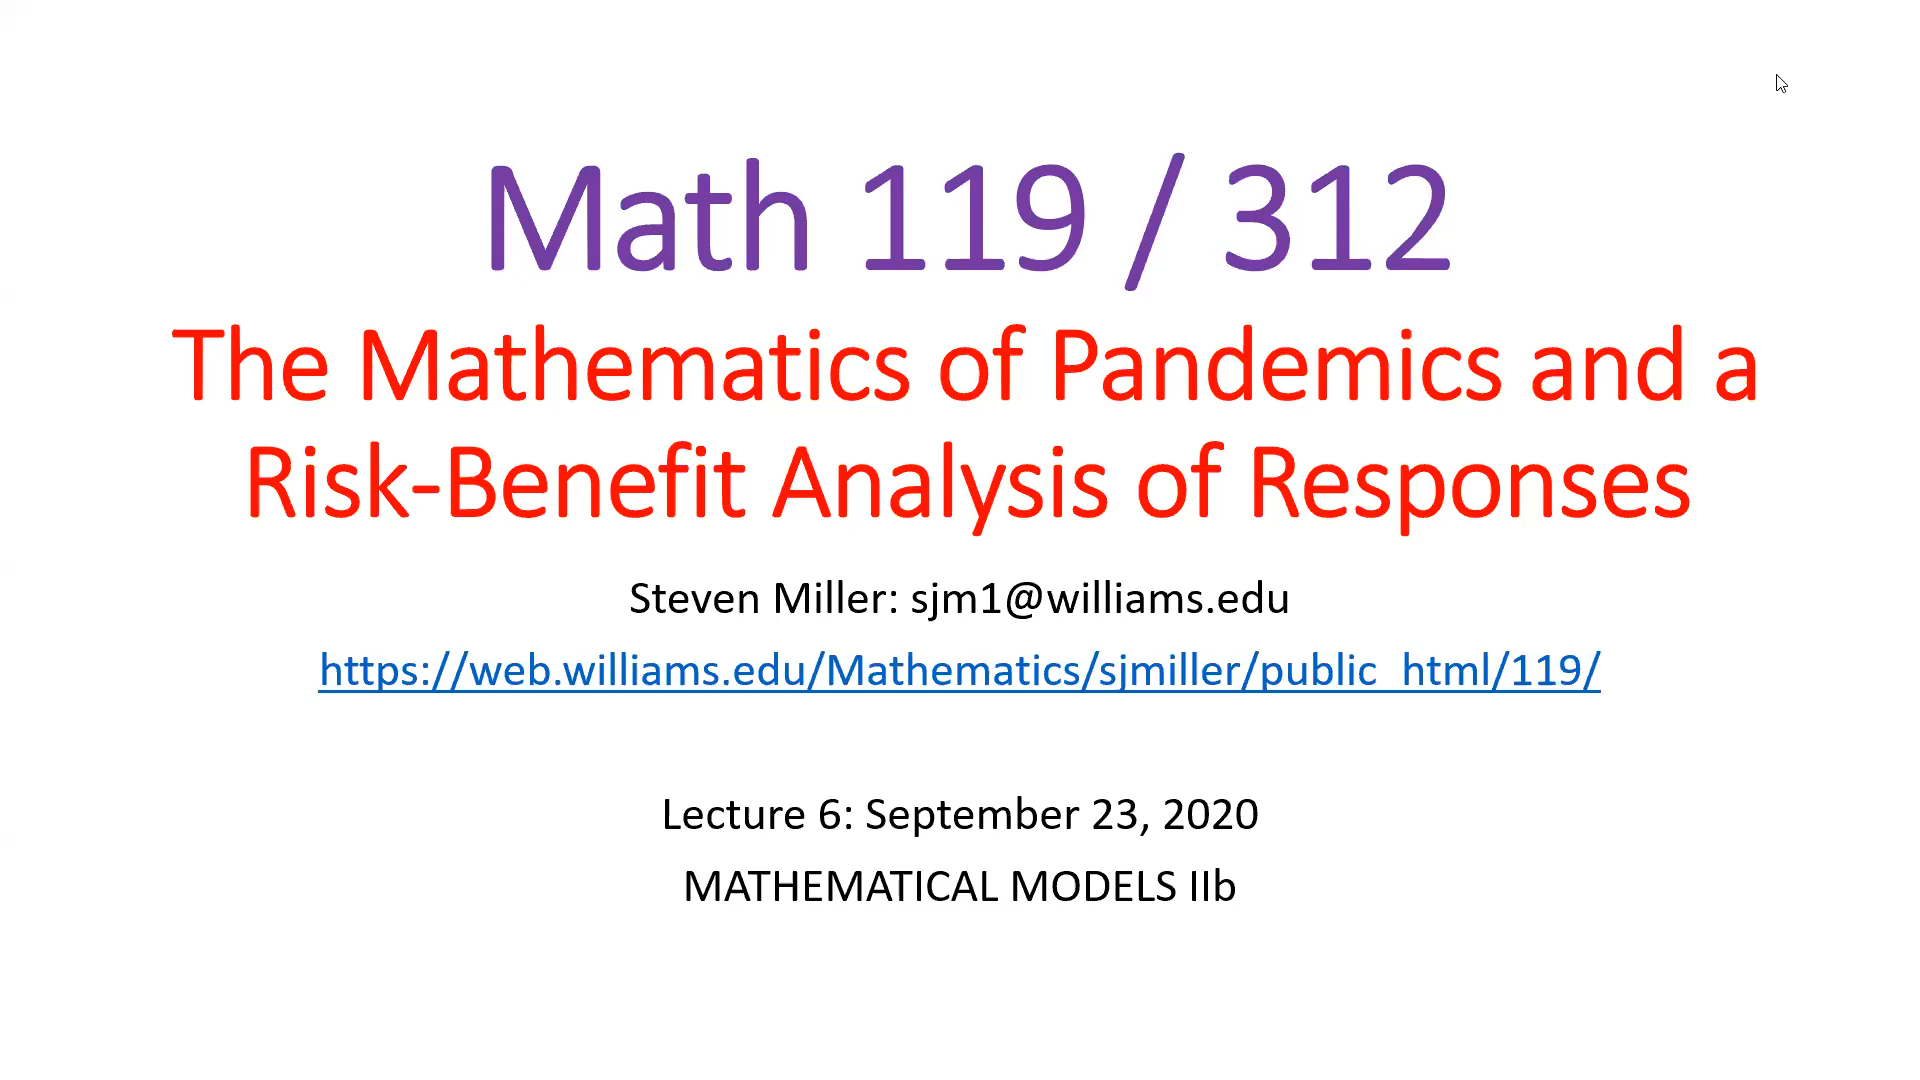 Math 119 / 312
The Mathematics of Pandemics and a
Risk-Benefit Analysis of Responses
Steven Miller: sjm1@williams.edu
https://web.williams.edu/Mathematics/sjmiller/public_html/119/
Lecture 6: September 23, 2020
MATHEMATICAL MODELS IIb